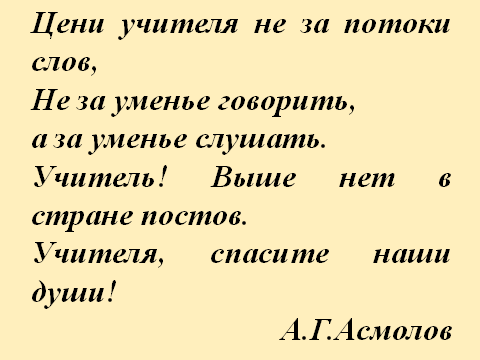 Цени учителя не за потоки
слов,
Не за уменье говорить,
а за уменье слушать.
Учитель! Выше нет в
стране постов.
Учителя, спасите наши
души!
А.Г.Асмолов